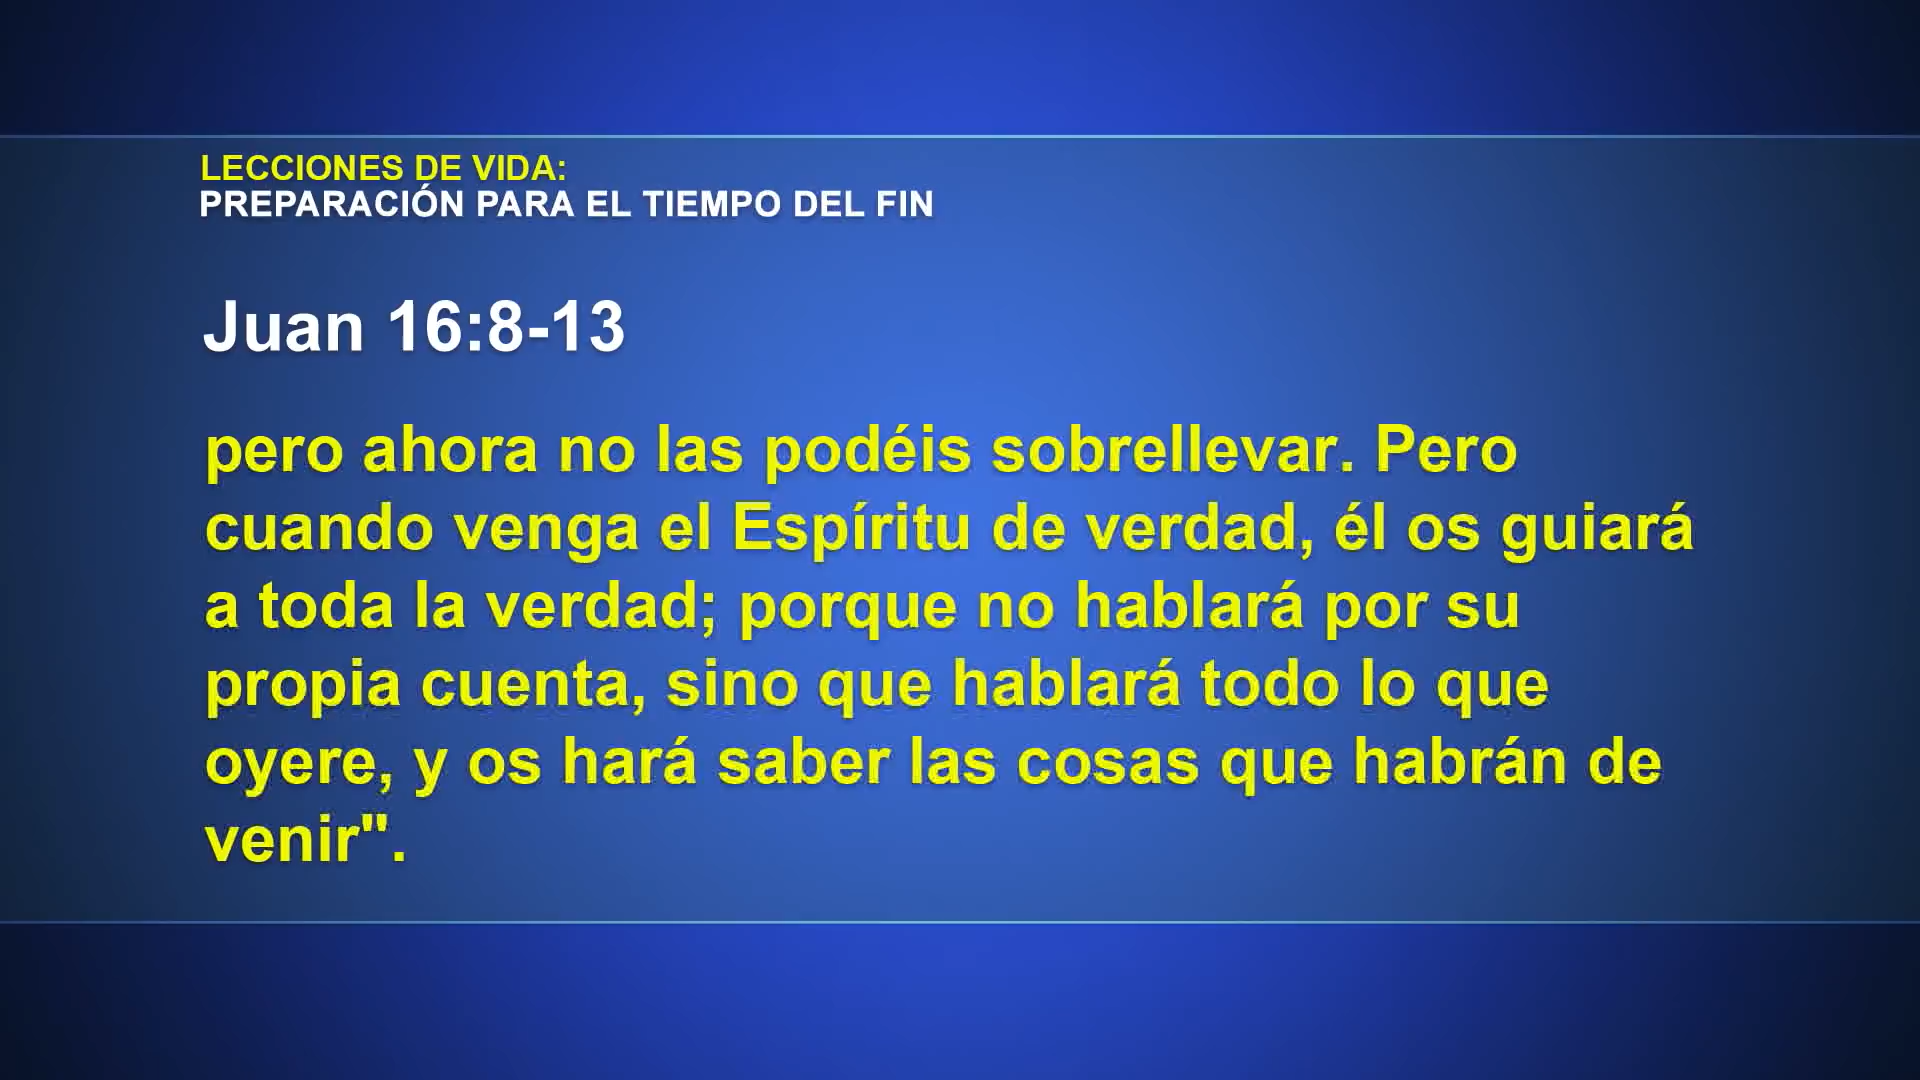 LECCIONES DE VIDA:
PREPARACIÓN PARA EL TIEMPO DEL FIN
Juan 16:8-13
pero ahora no las podéis sobrellevar. Pero
cuando venga el Espíritu de verdad, él os guiará
a toda la verdad; porque no hablará por su
propia cuenta, sino que hablará todo lo que
oyere, y os hará saber las cosas que habrán de
venir".